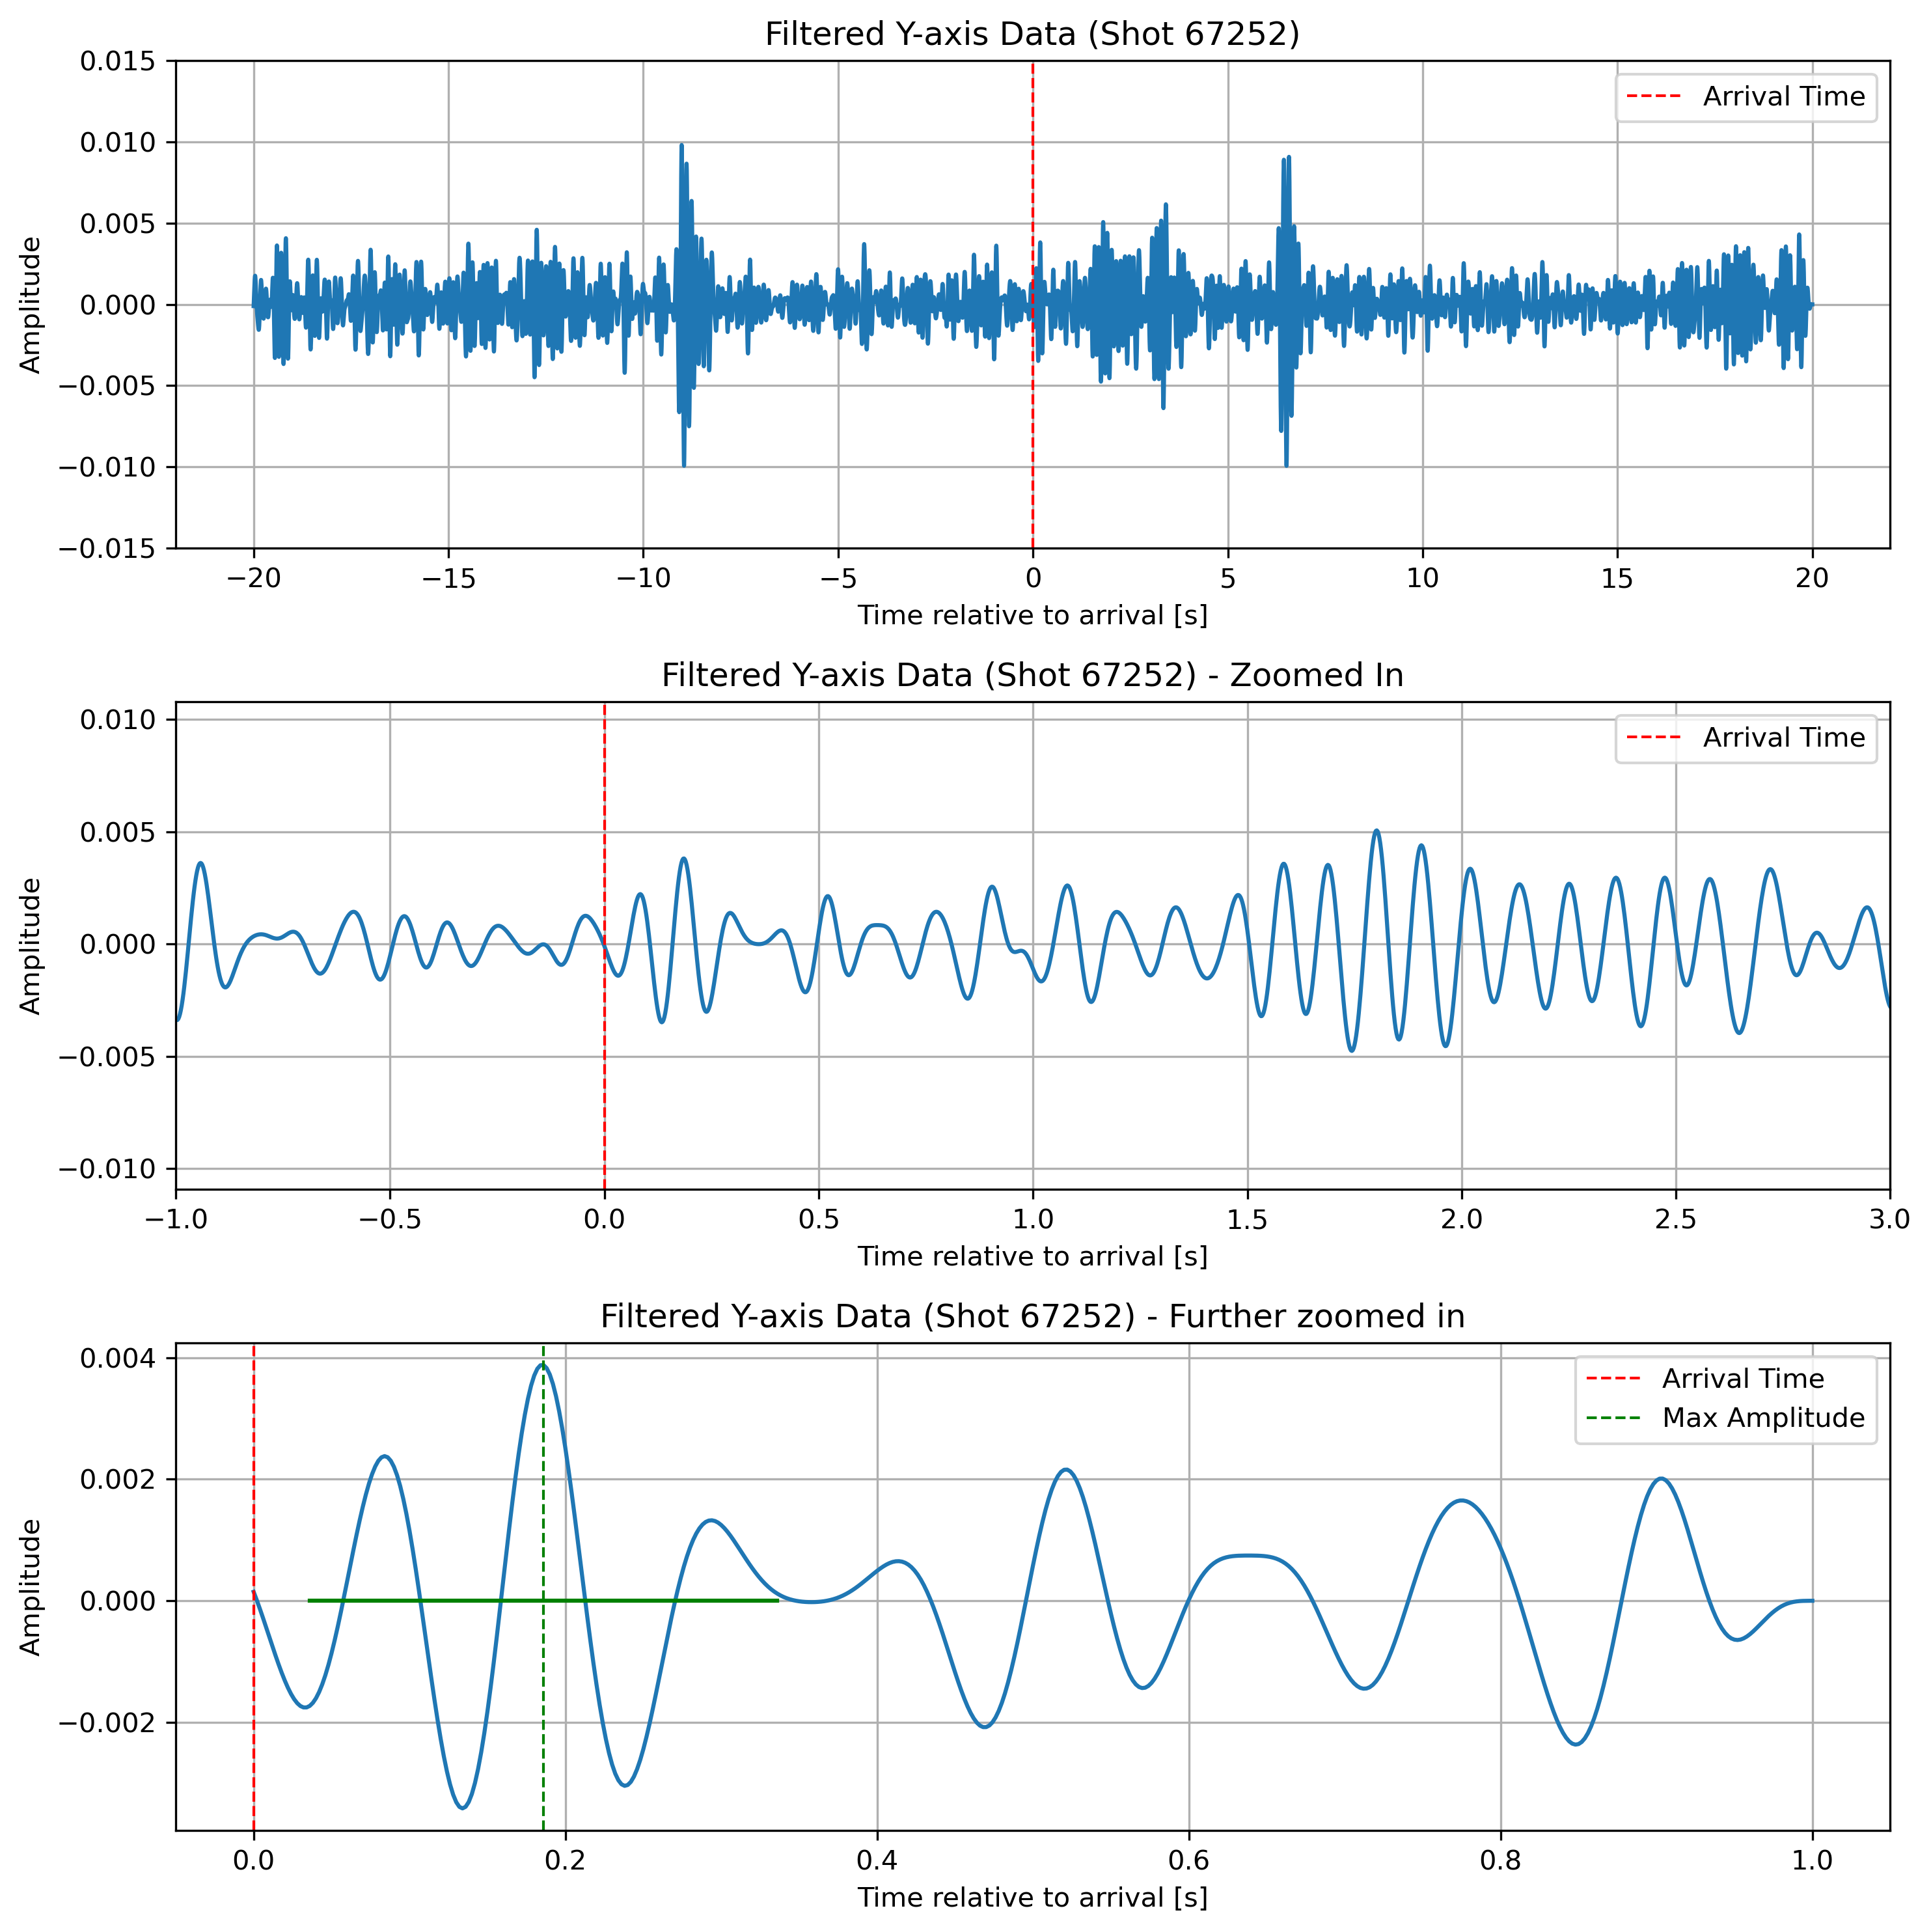 Filtered Y-axis Data (Shot 67252)
0.015
0.010
0.005
0.000
−0.005
−0.010
−0.015
Amplitude
Arrival Time
−20 −15 −10 −5 0 5 10 15 20
Time relative to arrival [s]
Filtered Y-axis Data (Shot 67252) - Zoomed In
0.010
0.005
0.000
−0.005
−0.010
Amplitude
Arrival Time
−1.0 −0.5 0.0 0.5 1.0 1.5 2.0 2.5 3.0
Time relative to arrival [s]
Filtered Y-axis Data (Shot 67252) - Further zoomed in
0.004
0.002
0.000
−0.002
Amplitude
Arrival Time
Max Amplitude
0.0 0.2 0.4 0.6 0.8 1.0
Time relative to arrival [s]